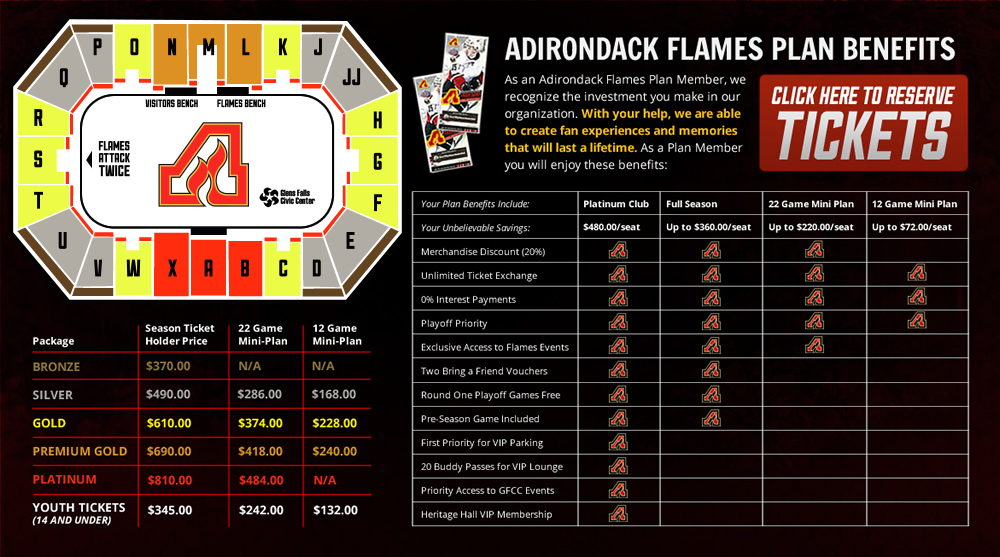 P O N M L K J
Q JJ
R H
S G
T F
U E
V W X A B C D
VISITORS BENCH FLAMES BENCH
FLAMES
ATTACK
TWICE
Glens Falls
Civic Center
ADIRONDACK FLAMES PLAN BENEFITS
As an Adirondack Flames Plan Member, we
recognize the investment you make in our
organization. With your help, we are able
to create fan experiences and memories
that will last a lifetime. As a Plan Member
you will enjoy these benefits:
CLICK HERE TO RESERVE
TICKETS
Package Season Ticket Holder Price 22 Game Mini-Plan 12 Game Mini-Plan
BRONZE $370.00 N/A N/A
SILVER $490.00 $286.00 $168.00
GOLD $610.00 $374.00 $228.00
PREMIUM GOLD $690.00 $418.00 $240.00
PLATINUM $810.00 $484.00 N/A
YOUTH TICKETS $345.00 $242.00 $132.00
(14 AND UNDER)
Your Plan Benefits Include: Platinum Club Full Season 22 Game Mini Plan 12 Game Mini Plan
Your Unbelievable Savings: $480.00/seat Up to $360.00/seat Up to $220.00/seat Up to $72.00/seat
Merchandise Discount (20%)
Unlimited Ticket Exchange
0% Interest Payments
Playoff Priority
Exclusive Access to Flames Events
Two Bring a Friend Vouchers
Round One Playoff Games Free
Pre-Season Game Included
First Priority for VIP Parking
20 Buddy Passes for VIP Lounge
Priority Access to GFCC Events
Heritage Hall VIP Membership